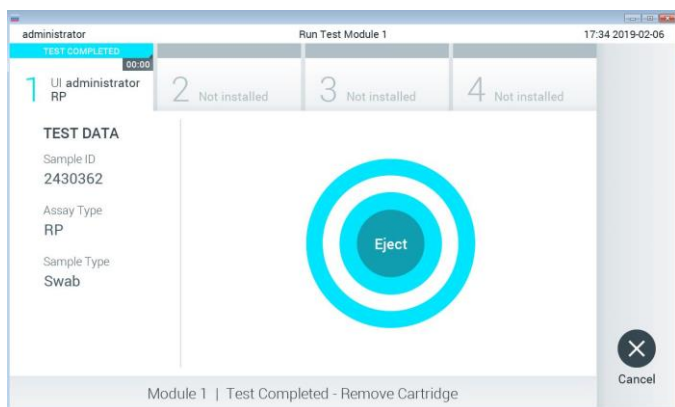 administrator Run Test Module 1 17:34 2019-02-06
TEST COMPLETED
00:00
1 UI administrator
RP
2 Not installed
3 Not installed
4 Not installed
TEST DATA
Sample ID
2430362
Assay Type
RP
Sample Type
Swab
Eject
Cancel
Module 1 | Test Completed - Remove Cartridge